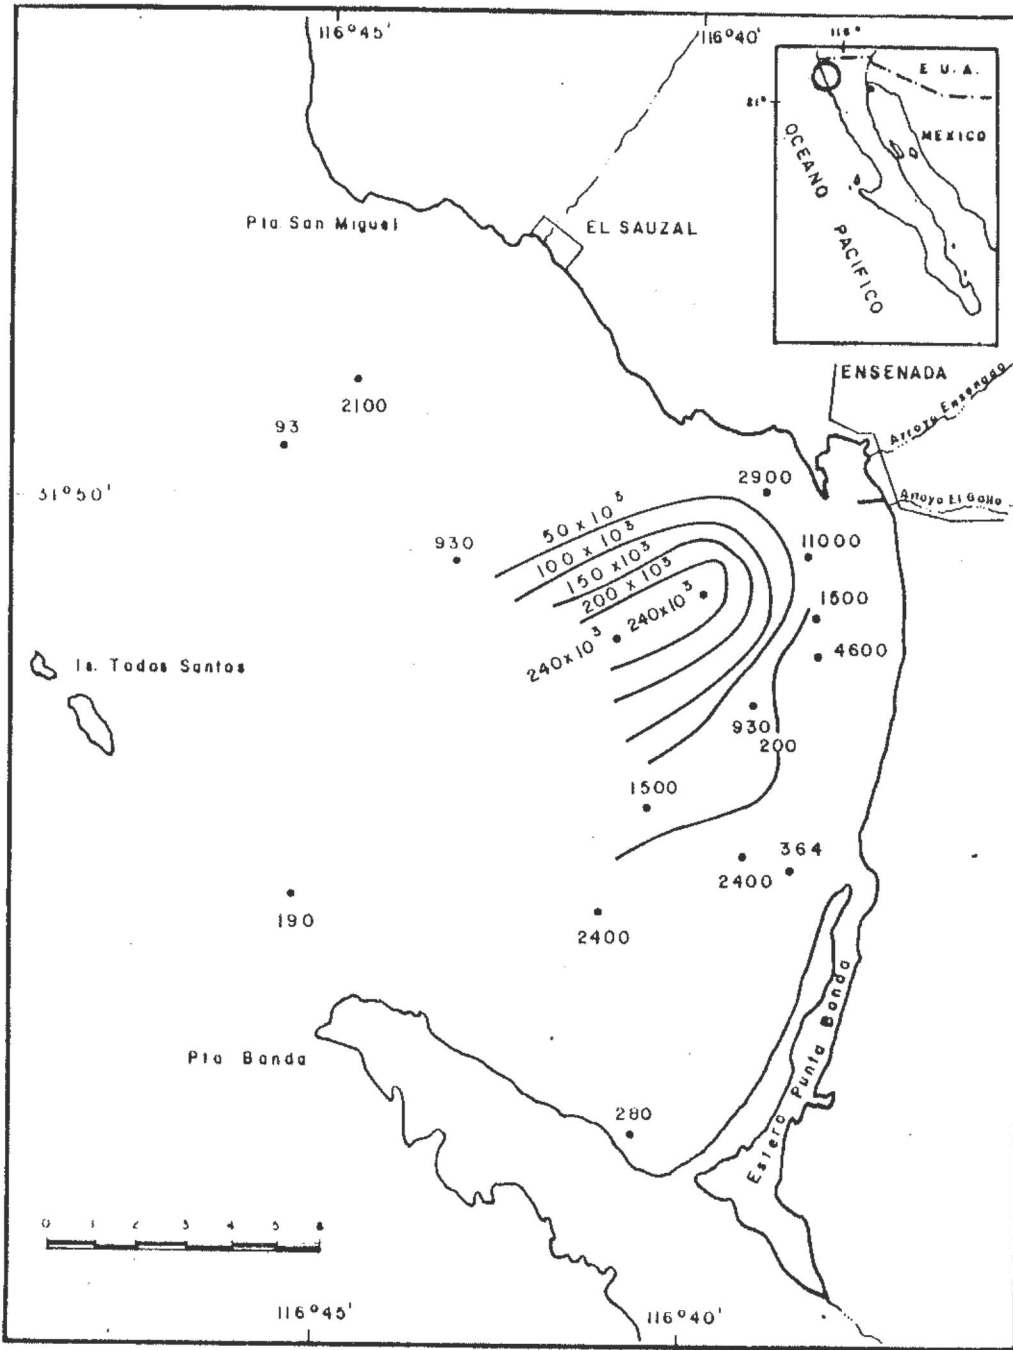 116°45'
116°40'
116°
E U.A.
MEXICO
OCEANO PACIFICO
Pta. San Miguel
EL SAUZAL
ENSENADA
Arroyo Ensenada
Arroyo El Gallo
2100
93
31°50'
2900
50 x 10³
100 x 10³
150 x 10³
200 x 10³
240x10³
240x10³
930
11000
1500
4600
Is. Todos Santos
930
200
1500
364
2400
190
2400
Pta Banda
Estero Punta Banda
280
0 1 2 3 4 5 6
116°45'
116°40'